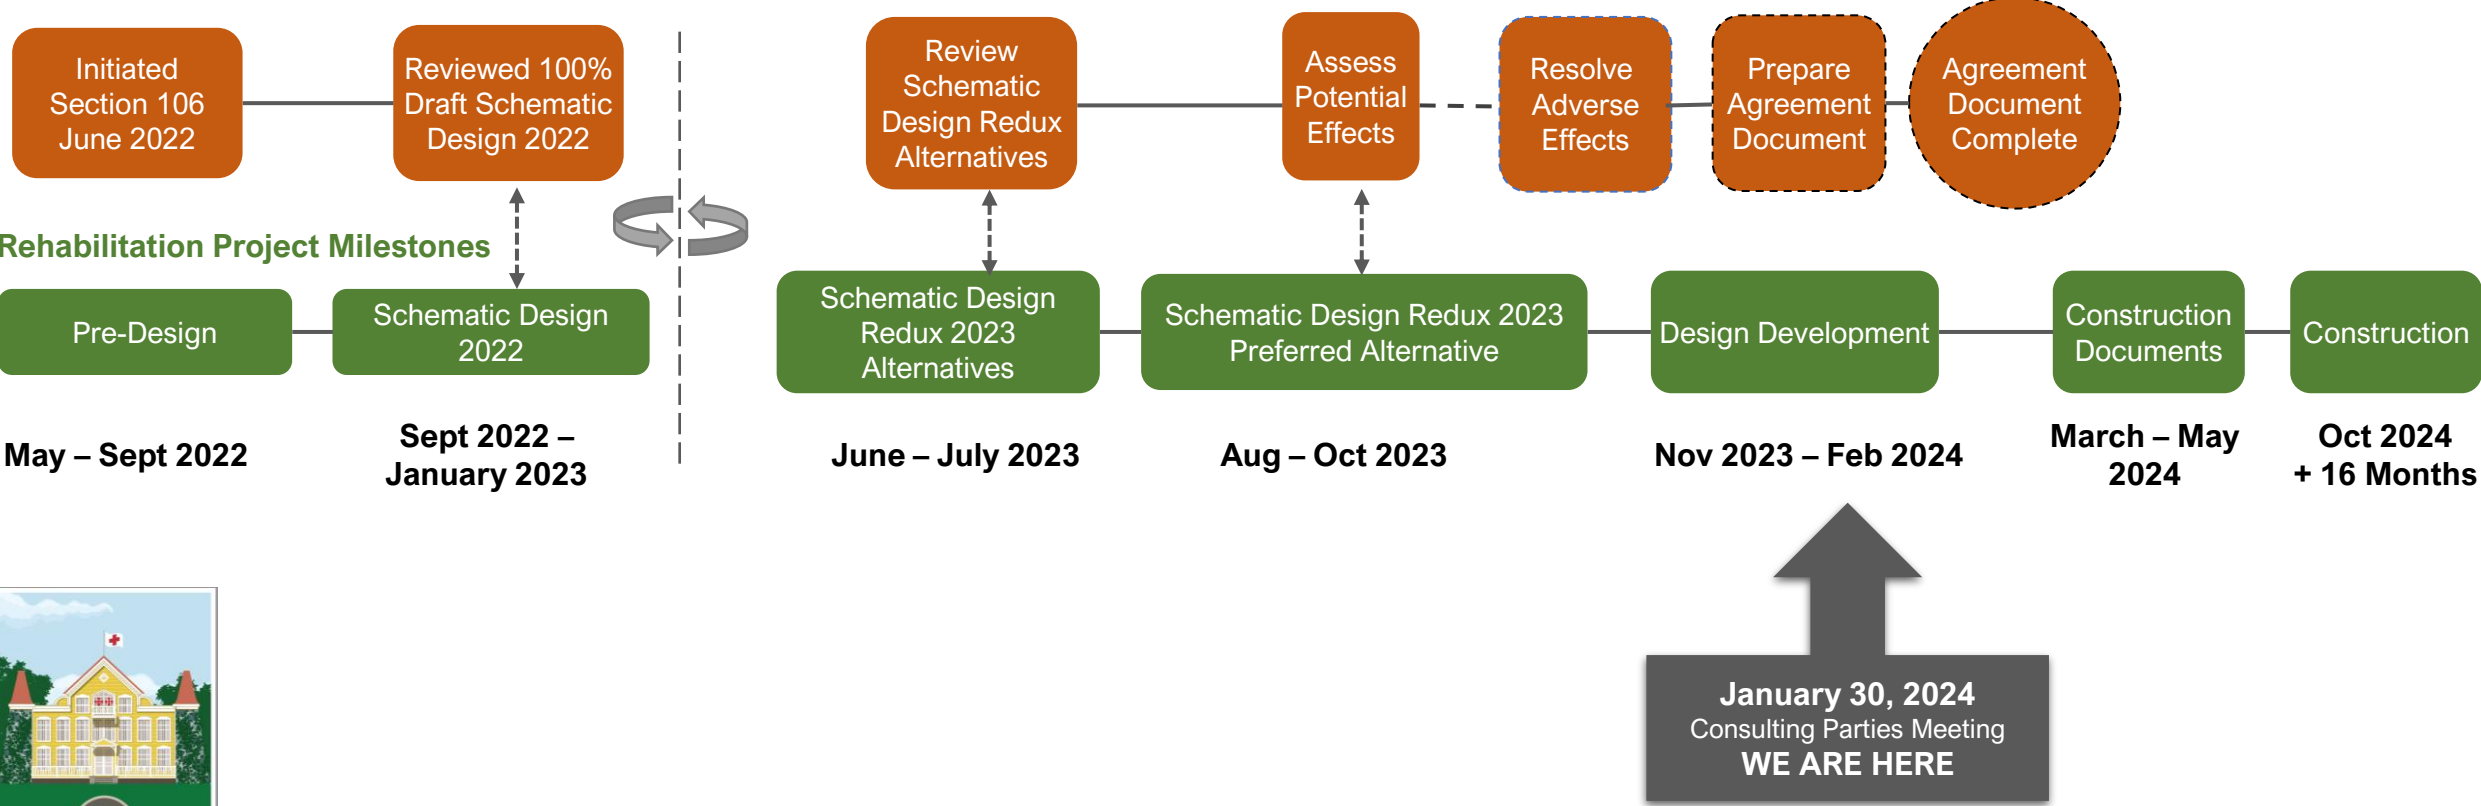 Initiated
Section 106
June 2022
Reviewed 100%
Draft Schematic
Design 2022
Review
Schematic
Design Redux
Alternatives
Assess
Potential
Effects
Resolve
Adverse
Effects
Prepare
Agreement
Document
Agreement
Document
Complete
Rehabilitation Project Milestones
Pre-Design
Schematic Design
2022
Schematic Design
Redux 2023
Alternatives
Schematic Design Redux 2023
Preferred Alternative
Design Development
Construction
Documents
Construction
May – Sept 2022
Sept 2022 –
January 2023
June – July 2023
Aug – Oct 2023
Nov 2023 – Feb 2024
March – May
2024
Oct 2024
+ 16 Months
January 30, 2024
Consulting Parties Meeting
WE ARE HERE